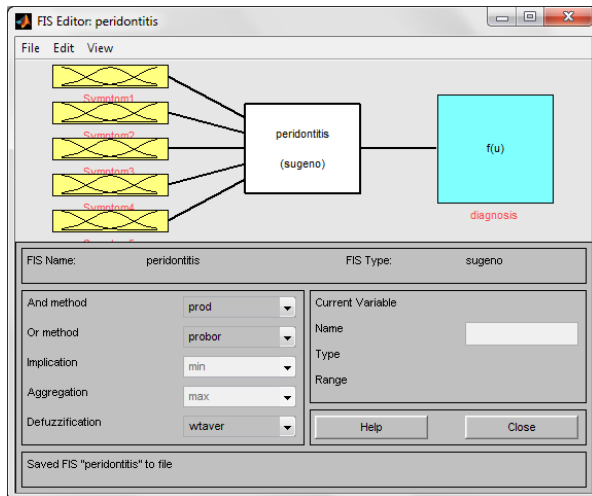 FIS Editor: peridontitis
File Edit View
Symptom1
Symptom2
Symptom3
Symptom4
peridontitis
(sugeno)
f(u)
diagnosis
FIS Name: peridontitis FIS Type: sugeno
And method prod
Or method probor
Implication min
Aggregation max
Defuzzification wtaver
Current Variable
Name
Type
Range
Help Close
Saved FIS "peridontitis" to file